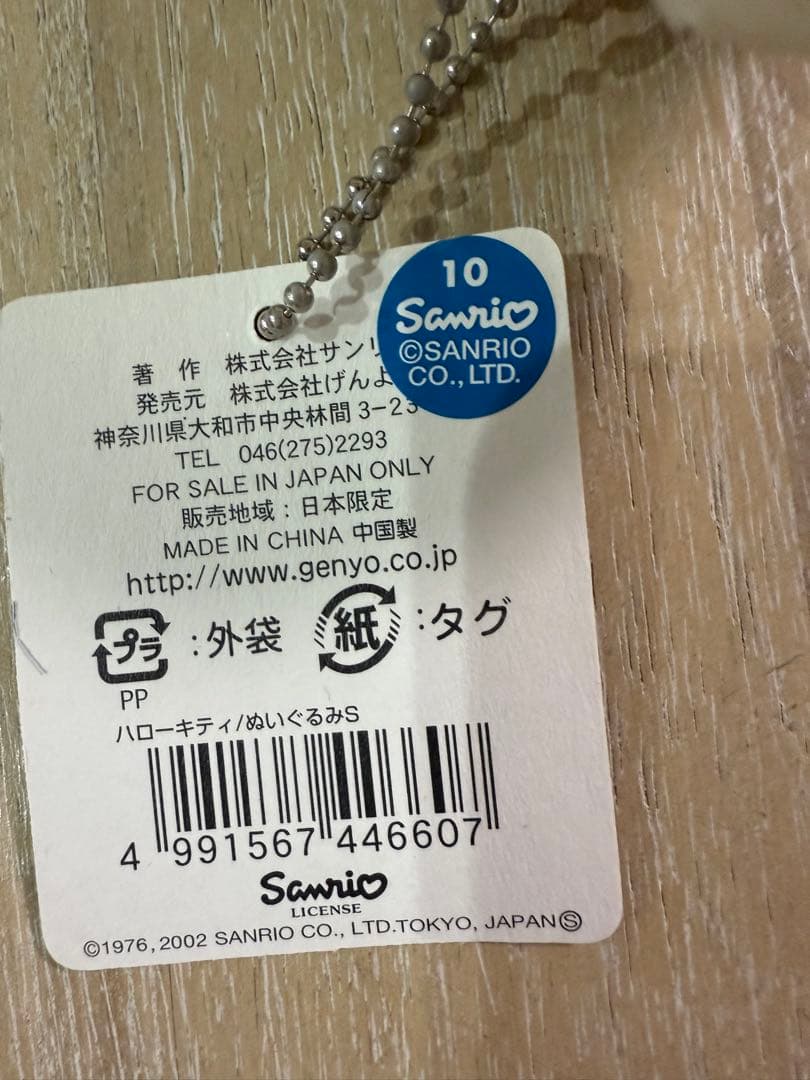 10
Sanrio
©SANRIO
CO., LTD.
著 作 株式会社サンリ
発売元 株式会社げんよ
神奈川県大和市中央林間3-23
TEL 046(275)2293
FOR SALE IN JAPAN ONLY
販売地域：日本限定
MADE IN CHINA 中国製
http://www.genyo.co.jp
プラ :外袋 紙 :タグ
PP
ハローキティ/ぬいぐるみS
4 991567 446607
Sanrio
LICENSE
©1976, 2002 SANRIO CO., LTD.TOKYO, JAPAN Ⓢ